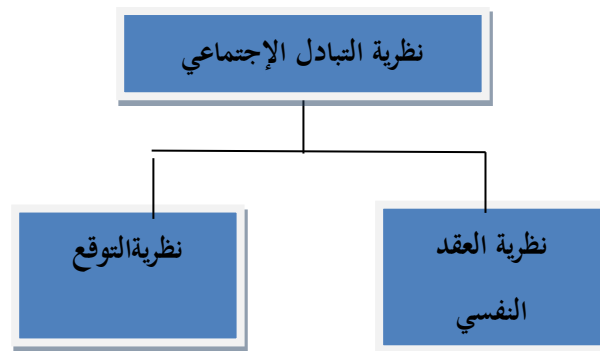 نظرية التبادل الإجتماعي
نظرية العقد
النفسي
نظريةالتوقع